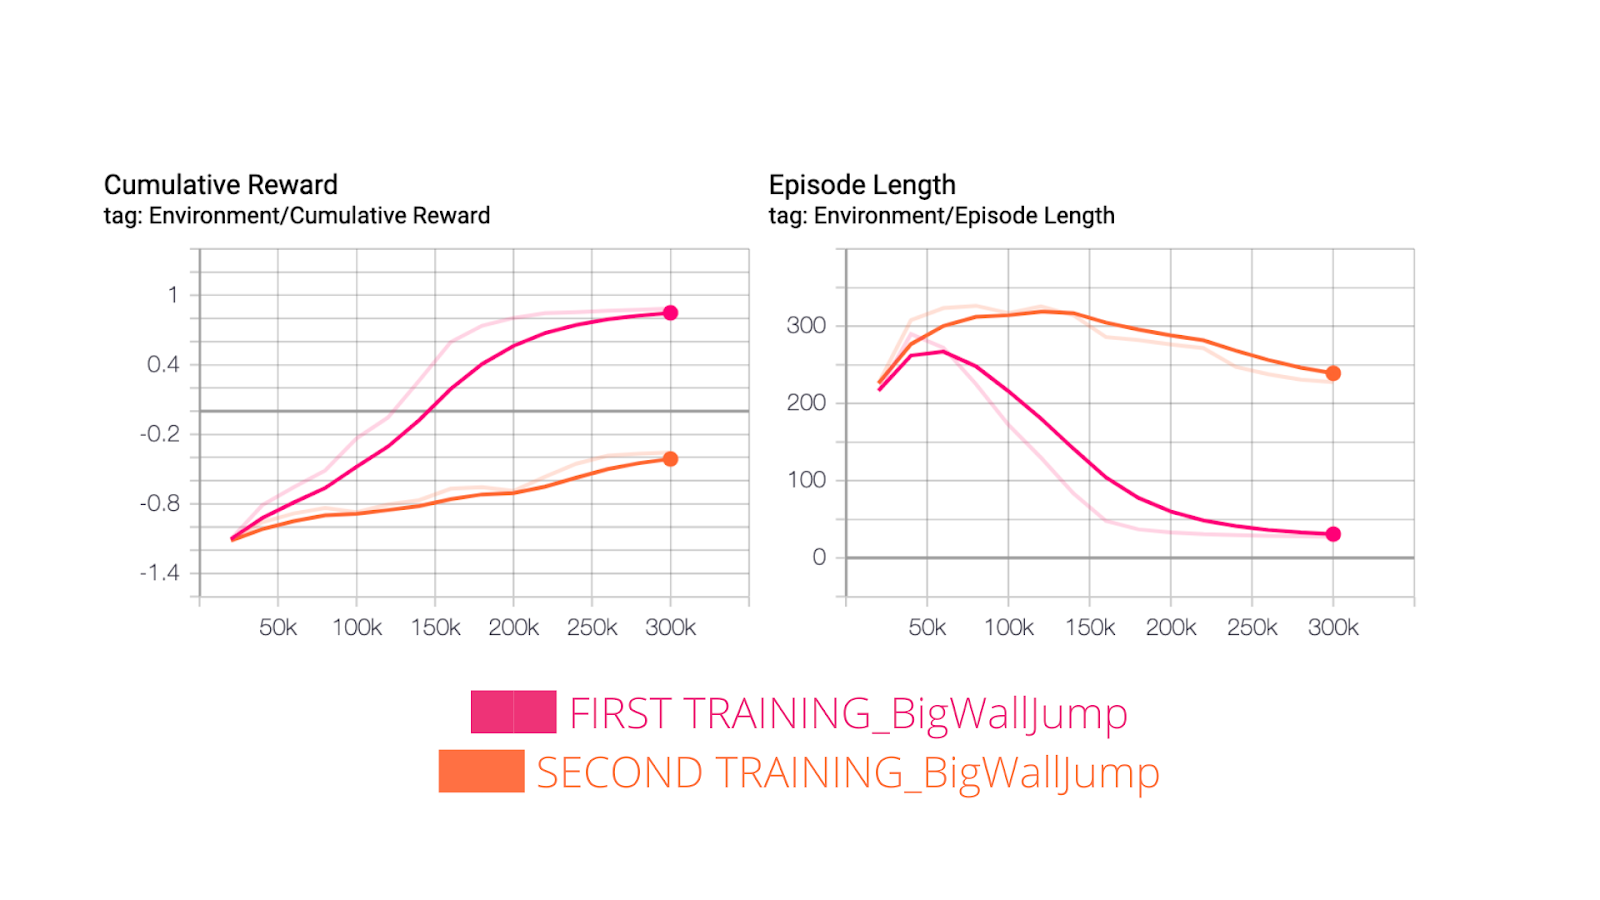 Cumulative Reward
tag: Environment/Cumulative Reward
1
0.4
-0.2
-0.8
-1.4
50k 100k 150k 200k 250k 300k
Episode Length
tag: Environment/Episode Length
300
200
100
0
50k 100k 150k 200k 250k 300k
FIRST TRAINING_BigWallJump
SECOND TRAINING_BigWallJump